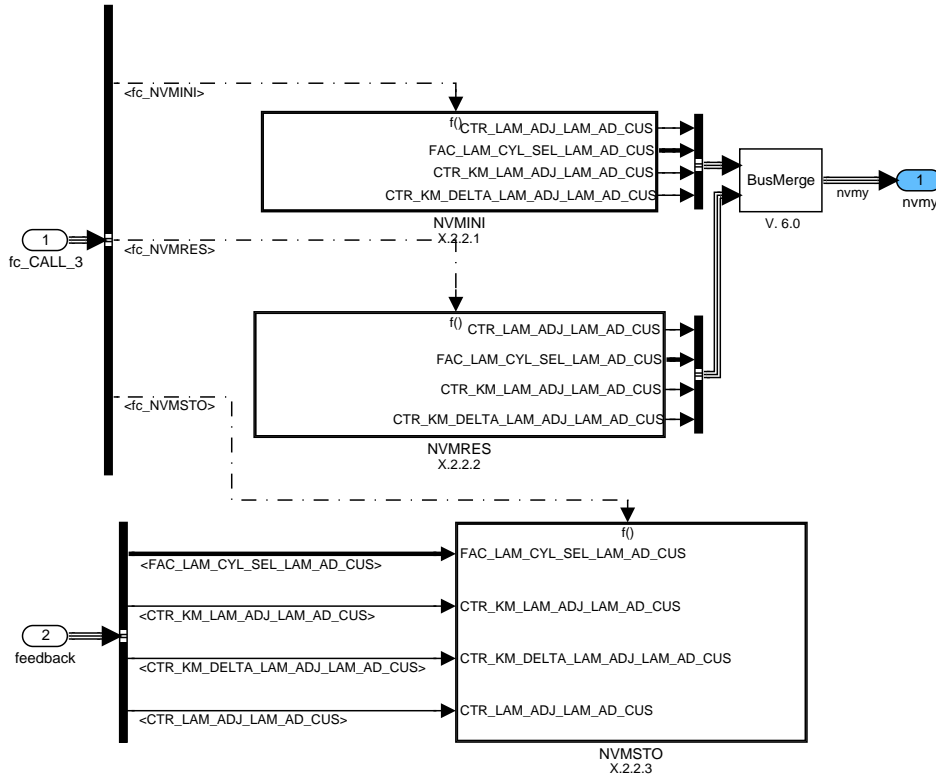 <fc_NVMINI>
f()
CTR_LAM_ADJ_LAM_AD_CUS
FAC_LAM_CYL_SEL_LAM_AD_CUS
CTR_KM_LAM_ADJ_LAM_AD_CUS
CTR_KM_DELTA_LAM_ADJ_LAM_AD_CUS
NVMINI
X.2.2.1
BusMerge
V. 6.0
nvmy
1
nvmy
1
fc_CALL_3
<fc_NVMRES>
f()
CTR_LAM_ADJ_LAM_AD_CUS
FAC_LAM_CYL_SEL_LAM_AD_CUS
CTR_KM_LAM_ADJ_LAM_AD_CUS
CTR_KM_DELTA_LAM_ADJ_LAM_AD_CUS
NVMRES
X.2.2.2
<fc_NVMSTO>
f()
<FAC_LAM_CYL_SEL_LAM_AD_CUS>
FAC_LAM_CYL_SEL_LAM_AD_CUS
<CTR_KM_LAM_ADJ_LAM_AD_CUS>
CTR_KM_LAM_ADJ_LAM_AD_CUS
2
feedback
<CTR_KM_DELTA_LAM_ADJ_LAM_AD_CUS>
CTR_KM_DELTA_LAM_ADJ_LAM_AD_CUS
<CTR_LAM_ADJ_LAM_AD_CUS>
CTR_LAM_ADJ_LAM_AD_CUS
NVMSTO
X.2.2.3